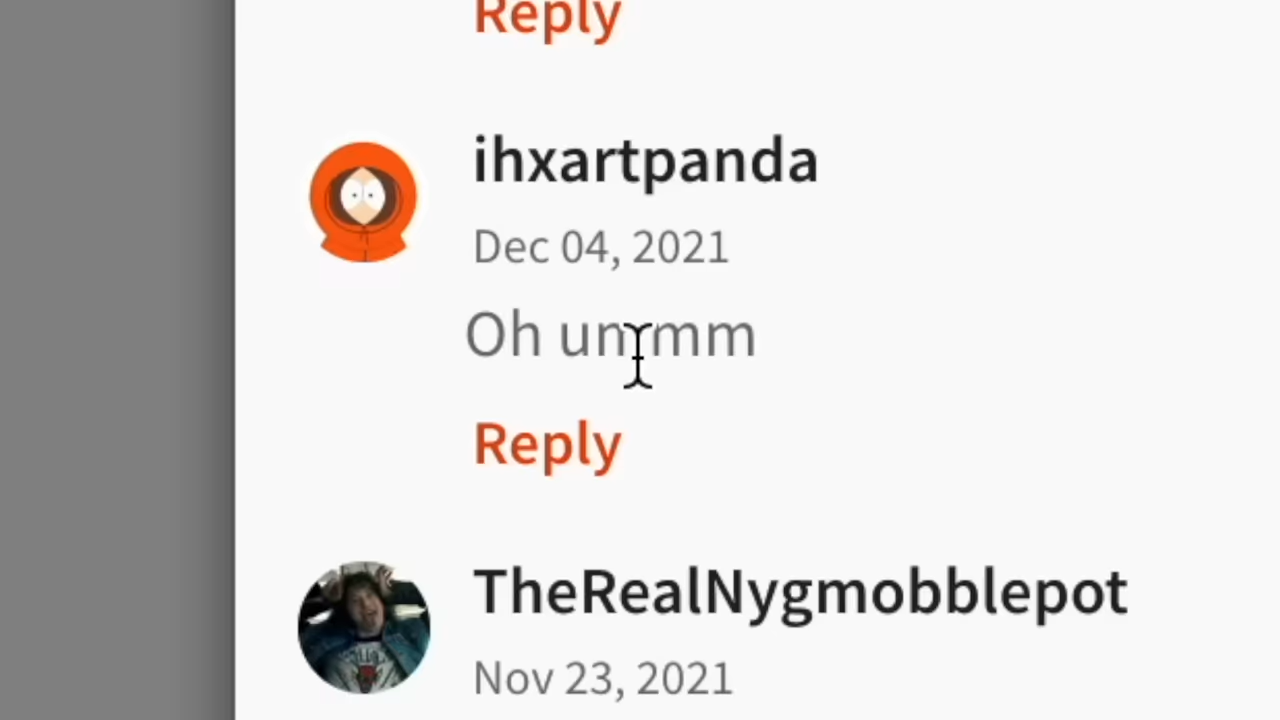 Reply
ihxartpanda
Dec 04, 2021
Oh ummm
Reply
TheRealNygmobblepot
Nov 23, 2021